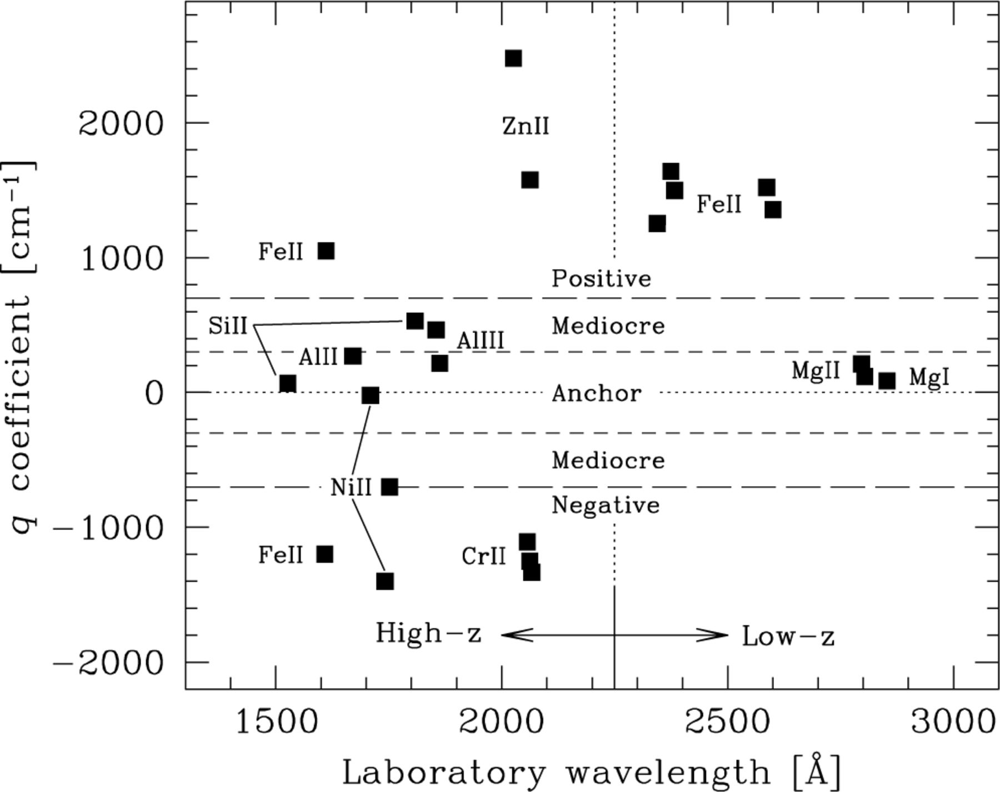 ZnII
2000
FeII
FeII
1000
Positive
SiII
Mediocre
AlIII
AlII
MgII
MgI
0
Anchor
Mediocre
NiII
Negative
−1000
FeII
CrII
High−z
Low−z
−2000
1500
2000
2500
3000
Laboratory wavelength [Å]
q coefficient [cm⁻¹]